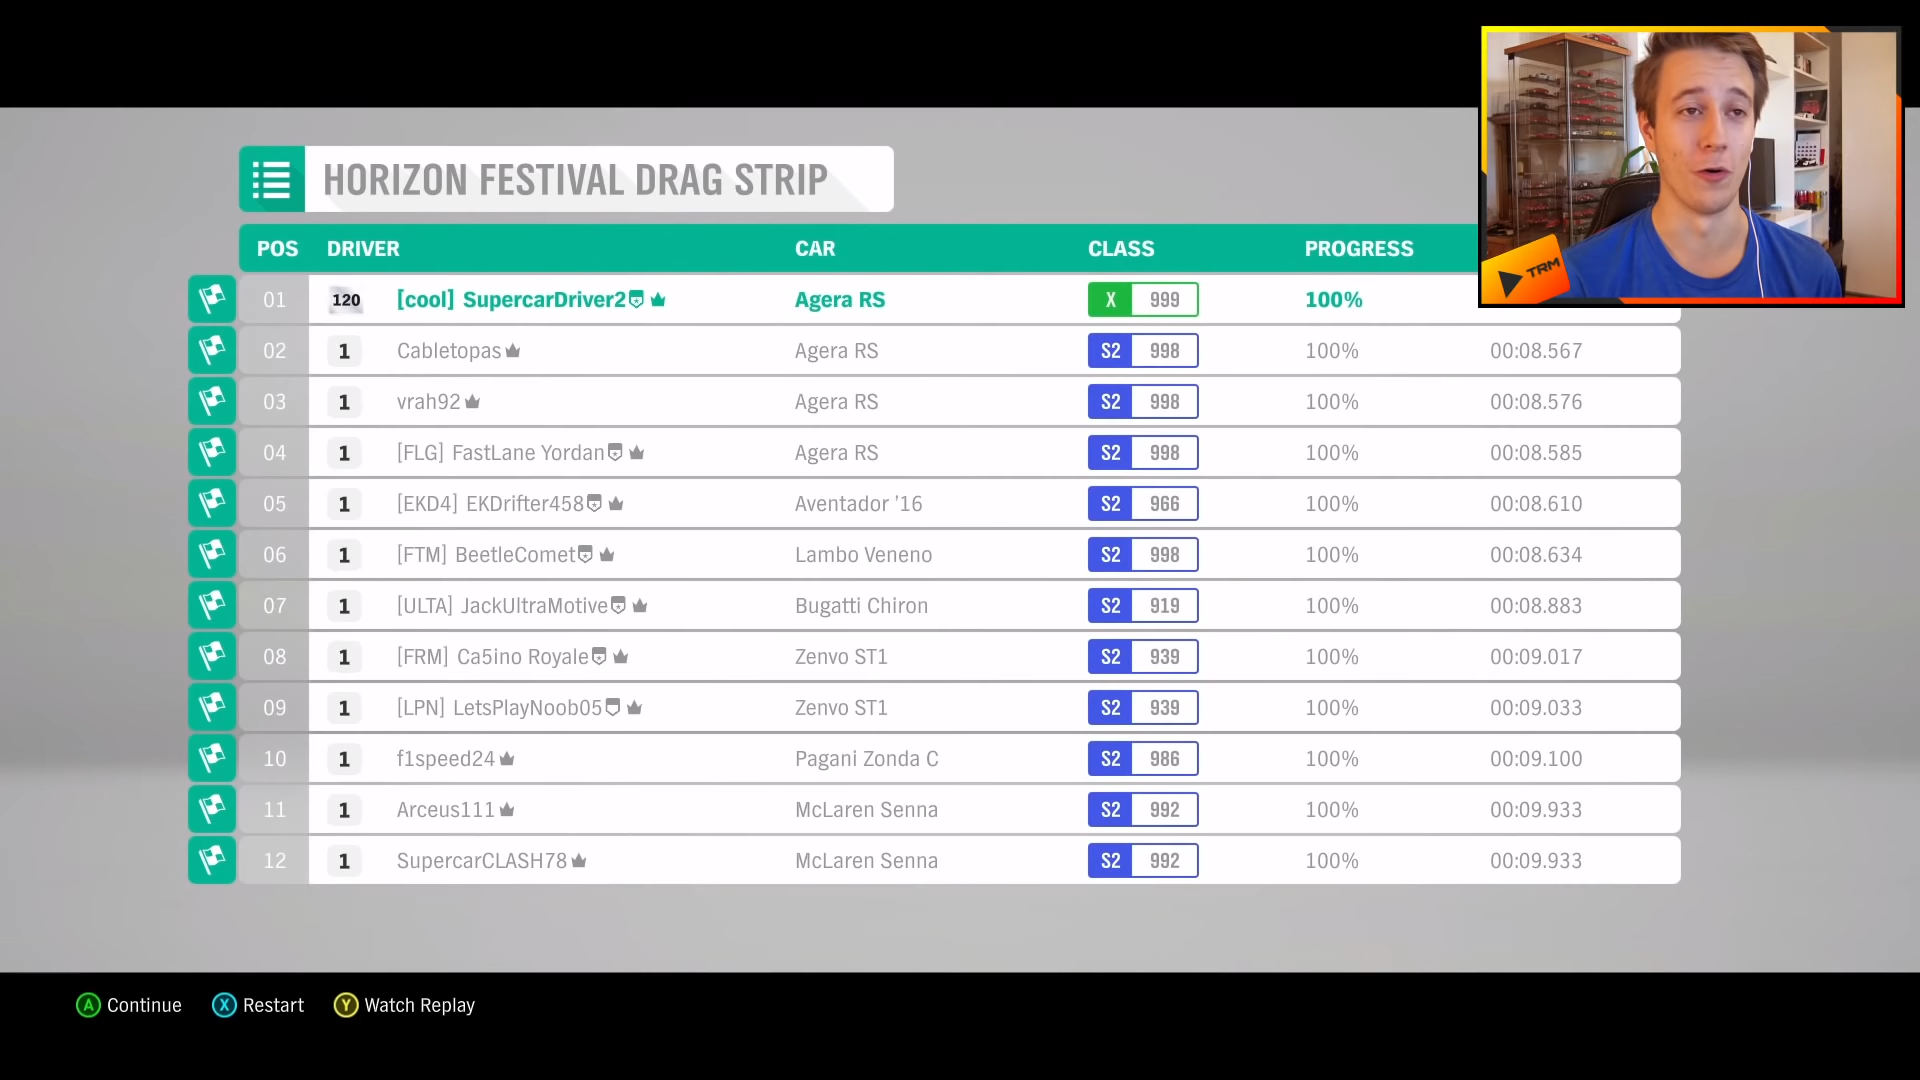 HORIZON FESTIVAL DRAG STRIP
POS DRIVER CAR CLASS PROGRESS
01 120 [cool] SupercarDriver2 Agera RS X 999 100%
02 1 Cabletopas Agera RS S2 998 100% 00:08.567
03 1 vrah92 Agera RS S2 998 100% 00:08.576
04 1 [FLG] FastLane Yordan Agera RS S2 998 100% 00:08.585
05 1 [EKD4] EKDrifter458 Aventador '16 S2 966 100% 00:08.610
06 1 [FTM] BeetleComet Lambo Veneno S2 998 100% 00:08.634
07 1 [ULTA] JackUltraMotive Bugatti Chiron S2 919 100% 00:08.883
08 1 [FRM] Ca5ino Royale Zenvo ST1 S2 939 100% 00:09.017
09 1 [LPN] LetsPlayNoob05 Zenvo ST1 S2 939 100% 00:09.033
10 1 f1speed24 Pagani Zonda C S2 986 100% 00:09.100
11 1 Arceus111 McLaren Senna S2 992 100% 00:09.933
12 1 SupercarCLASH78 McLaren Senna S2 992 100% 00:09.933
TRM
A Continue X Restart Y Watch Replay